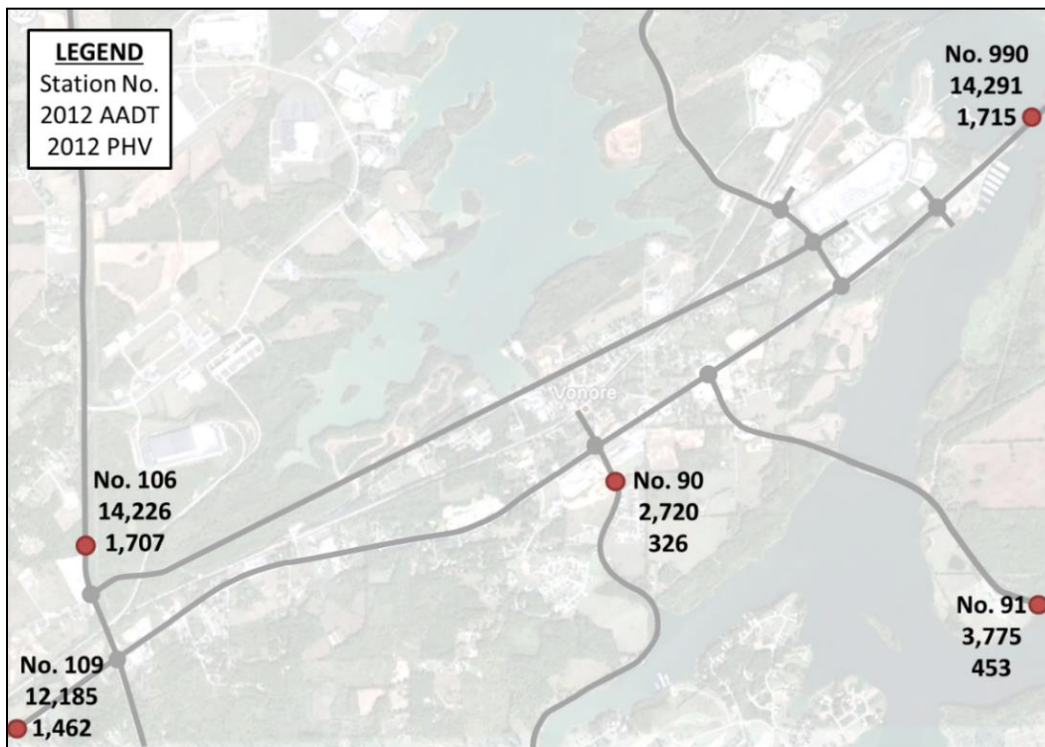 LEGEND
Station No.
2012 AADT
2012 PHV
No. 990
14,291
1,715
Vonore
No. 106
14,226
1,707
No. 90
2,720
326
No. 91
3,775
453
No. 109
12,185
1,462